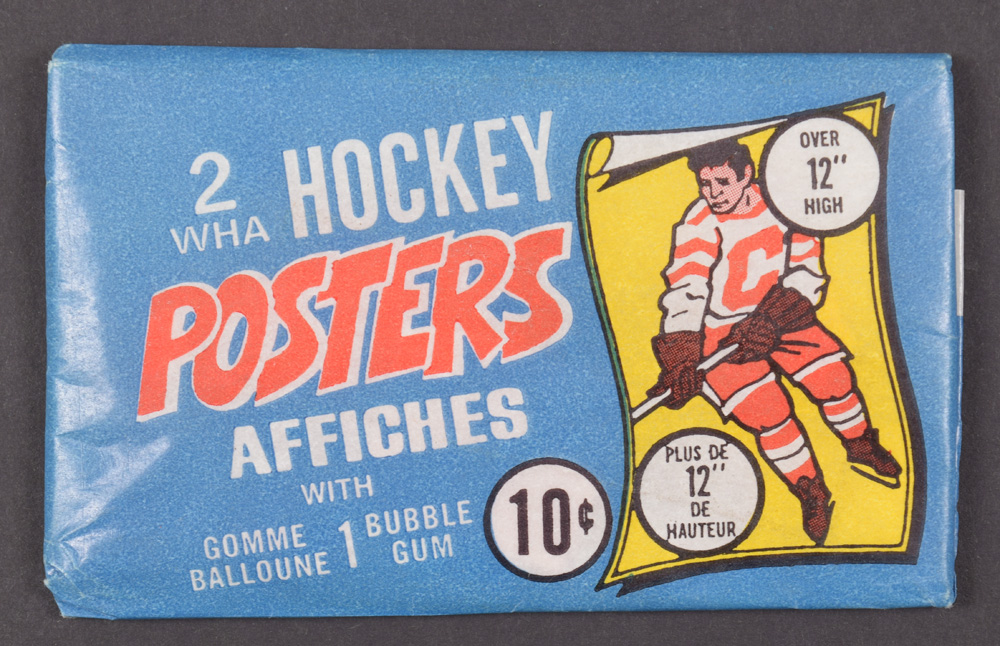 2 HOCKEY
WHA
POSTERS
AFFICHES
WITH
GOMME BALLOUNE 1 BUBBLE GUM
10¢
OVER
12"
HIGH
C
PLUS DE
12"
DE
HAUTEUR